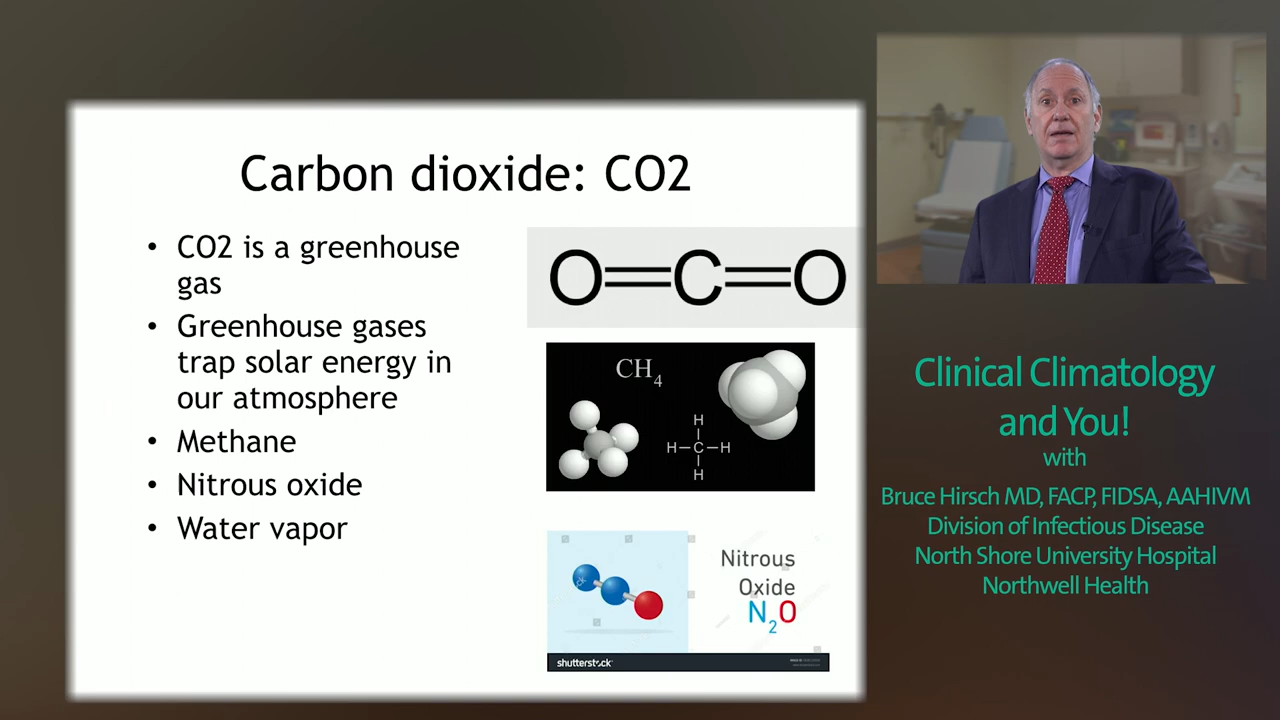 Carbon dioxide: CO2
• CO2 is a greenhouse
gas
• Greenhouse gases
trap solar energy in
our atmosphere
• Methane
• Nitrous oxide
• Water vapor
O=C=O
CH4
H
H—C—H
H
Nitrous
Oxide
N2O
shutterstock
Clinical Climatology
and You!
with
Bruce Hirsch MD, FACP, FIDSA, AAHIVM
Division of Infectious Disease
North Shore University Hospital
Northwell Health